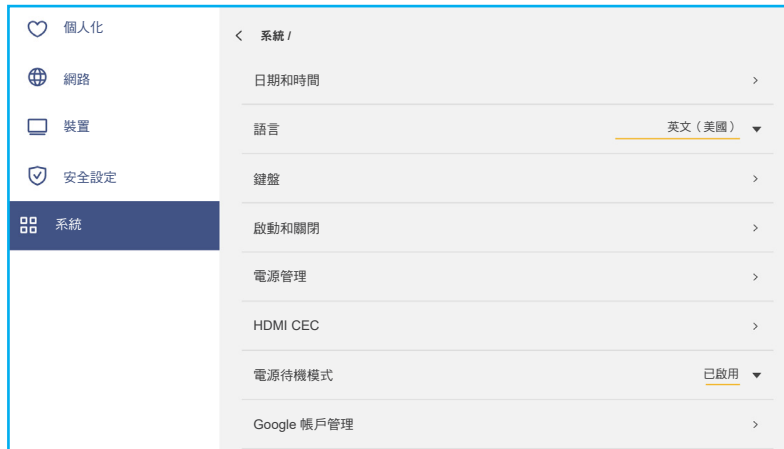 個人化
網路
裝置
安全設定
系統
系統 /
日期和時間
語言 英文（美國）
鍵盤
啟動和關閉
電源管理
HDMI CEC
電源待機模式 已啟用
Google 帳戶管理